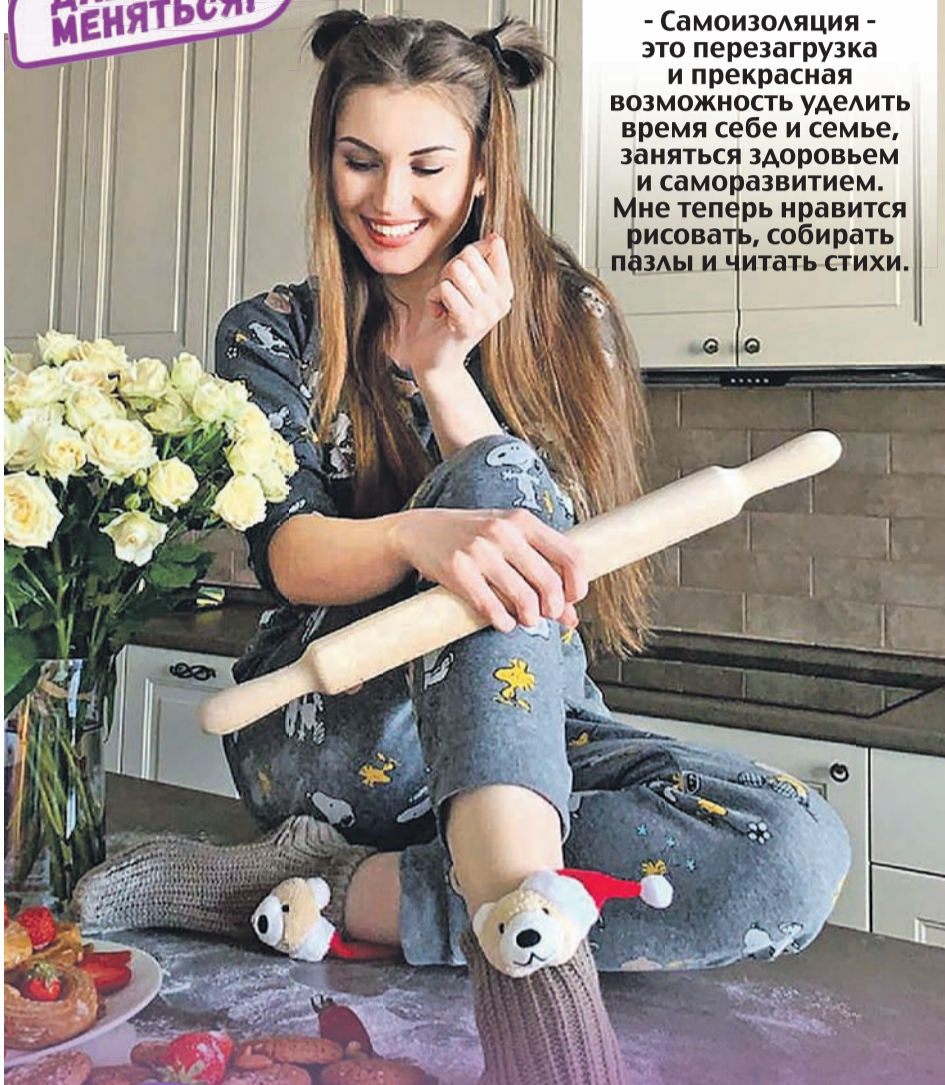 МЕНЯТЬСЯ!
- Самоизоляция -
это перезагрузка
и прекрасная
возможность уделить
время себе и семье,
заняться здоровьем
и саморазвитием.
Мне теперь нравится
рисовать, собирать
пазлы и читать стихи.